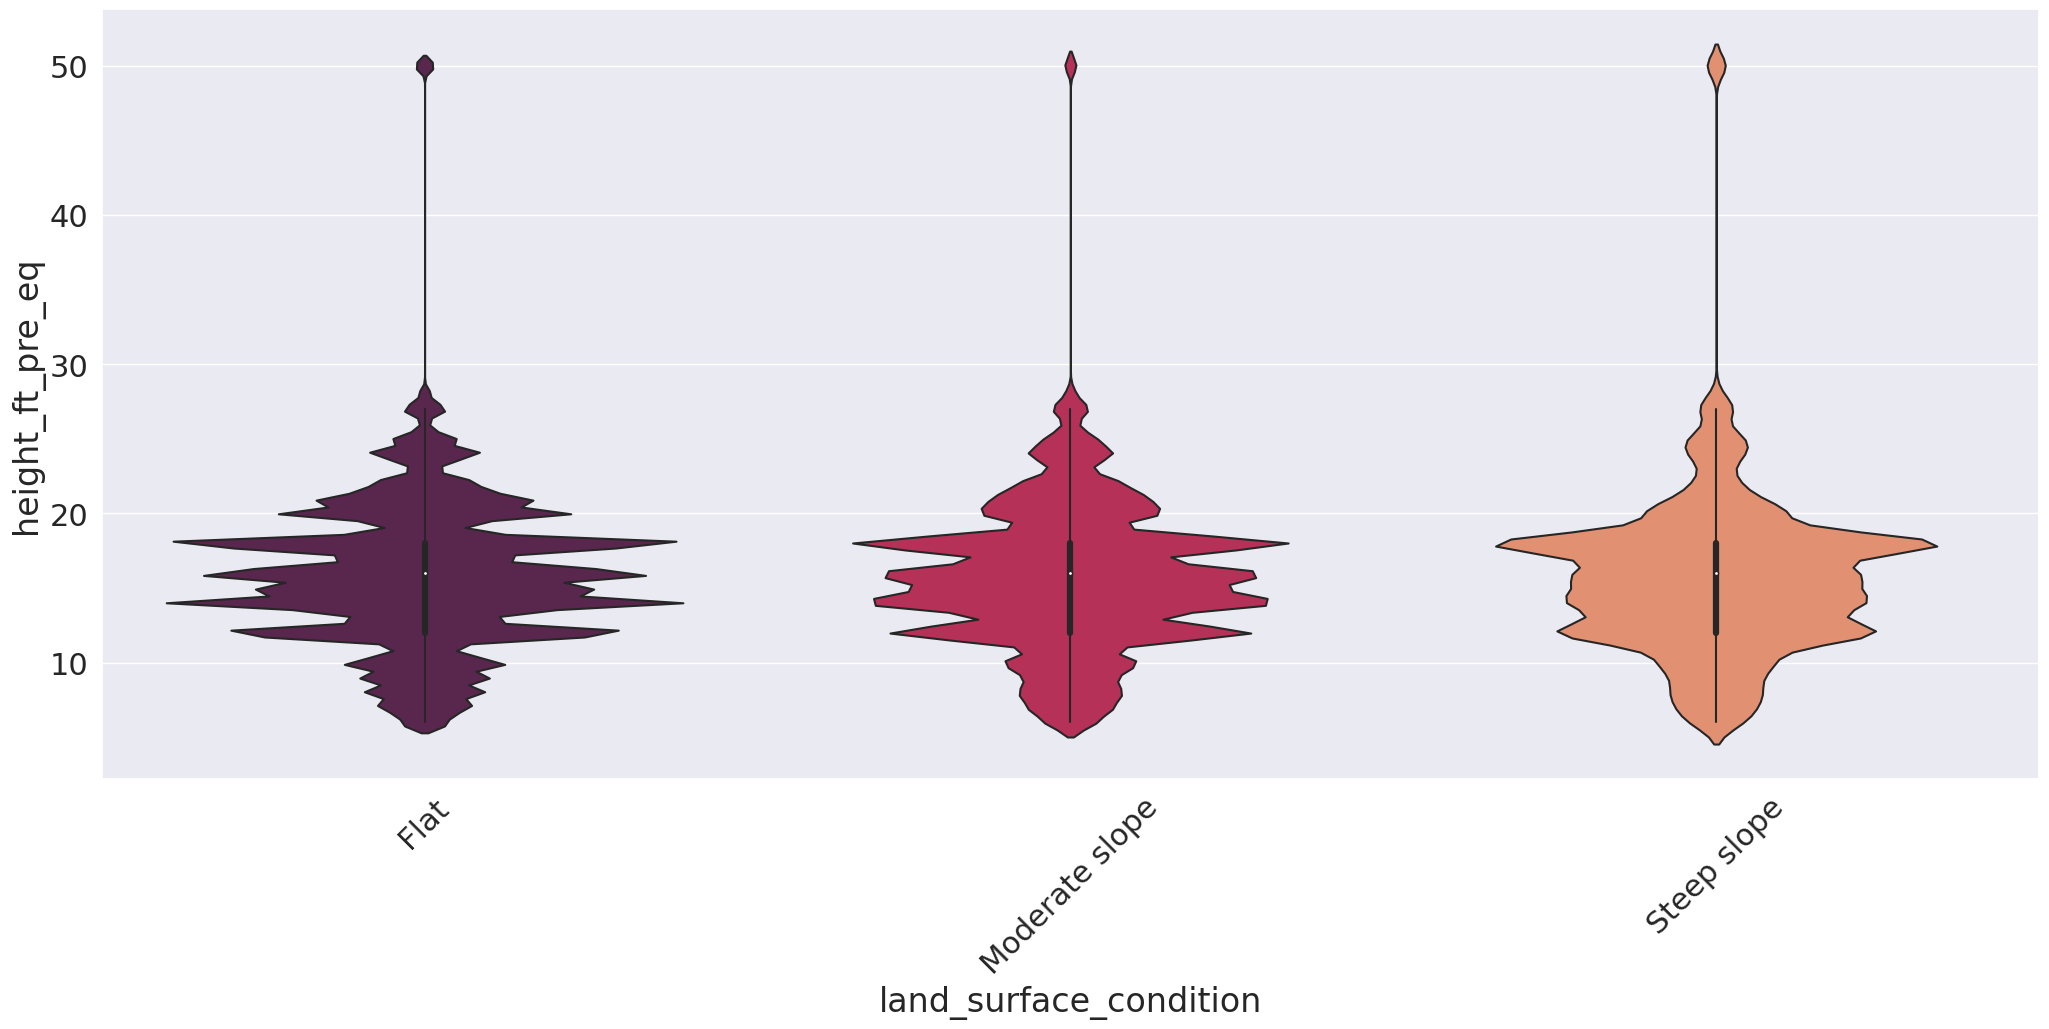 height_ft_pre_eq
50
40
30
20
10
Flat
Moderate slope
Steep slope
land_surface_condition